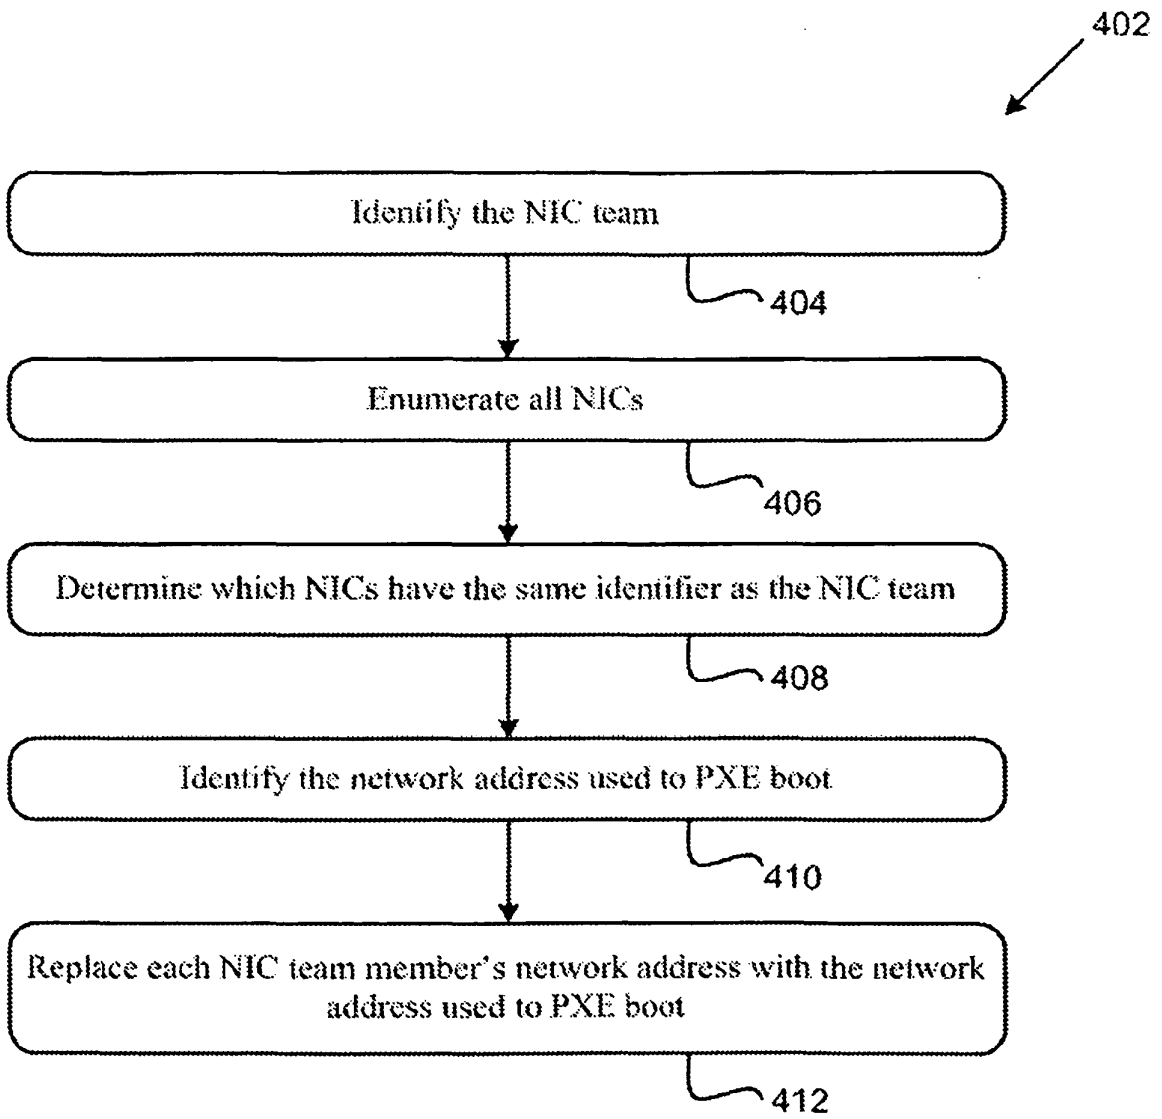 402
Identify the NIC team
404
Enumerate all NICs
406
Determine which NICs have the same identifier as the NIC team
408
Identify the network address used to PXE boot
410
Replace each NIC team member's network address with the network
address used to PXE boot
412